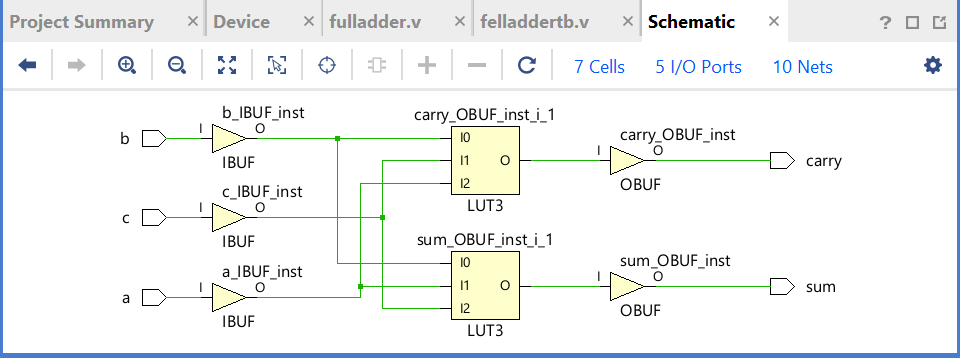 Project Summary × Device × fulladder.v × felladdertb.v × Schematic × ?
7 Cells 5 I/O Ports 10 Nets
b_IBUF_inst carry_OBUF_inst_i_1
b I O I0 carry_OBUF_inst
IBUF I1 O I O carry
c_IBUF_inst I2 OBUF
c I O LUT3
IBUF sum_OBUF_inst_i_1
a_IBUF_inst I0 sum_OBUF_inst
a I O I1 O I O sum
IBUF I2 OBUF
LUT3